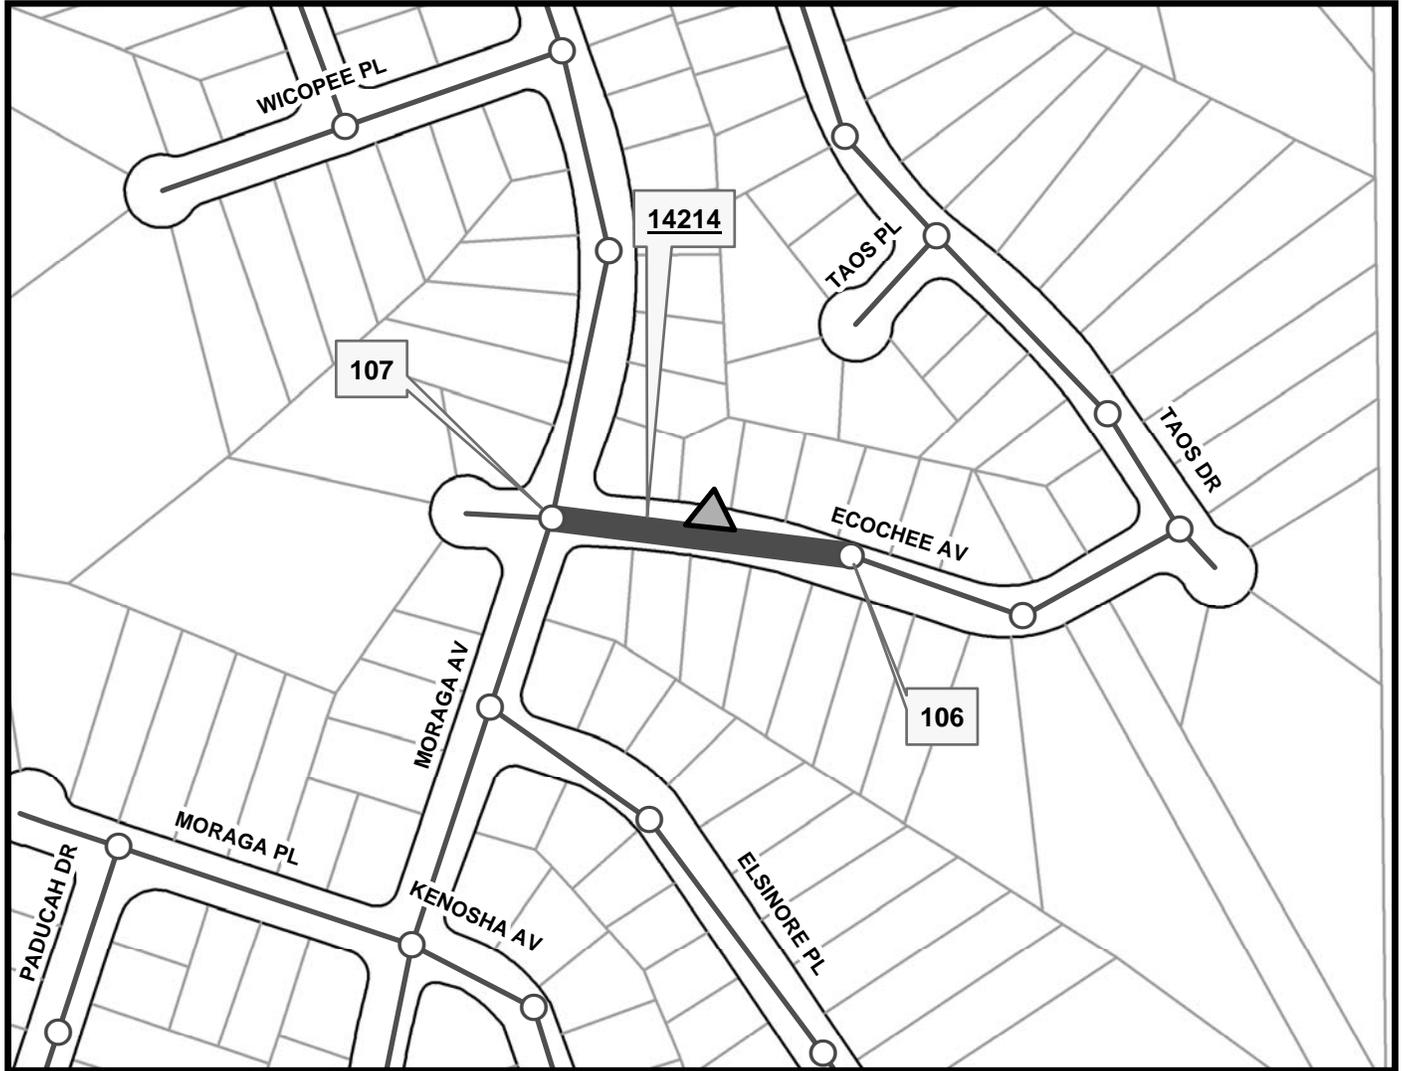 WICOPEE PL
14214
TAOS PL
107
TAOS DR
ECOCHEE AV
MORAGA AV
106
MORAGA PL
KENOSHA AV
PADUCAH DR
ELSINORE PL